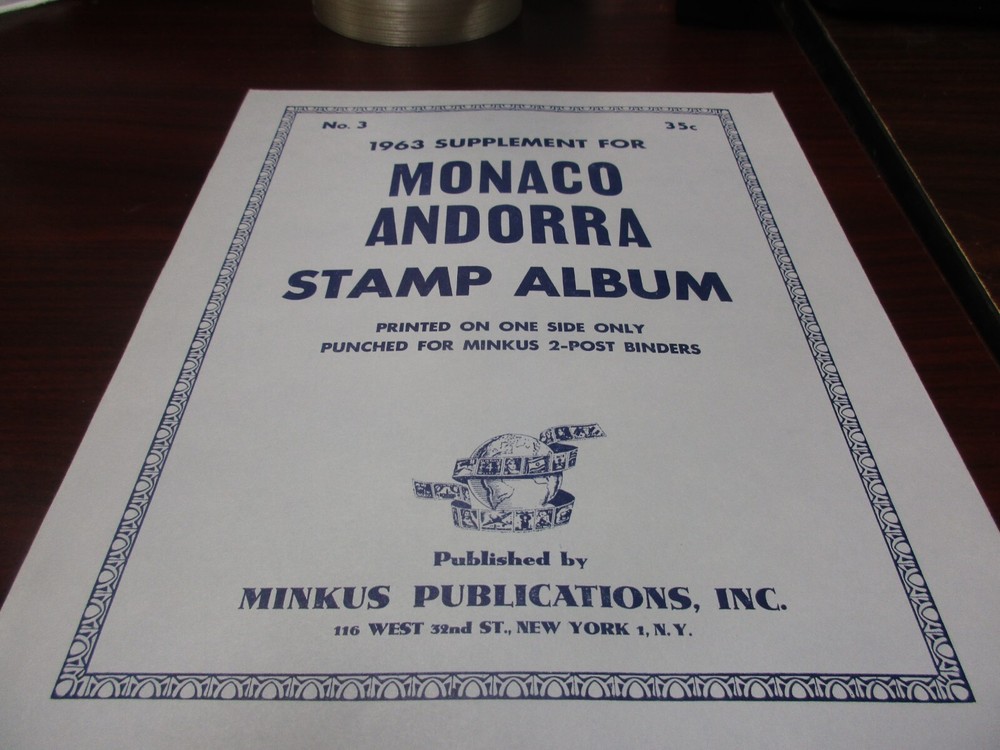 No. 3
35c
1963 SUPPLEMENT FOR
MONACO
ANDORRA
STAMP ALBUM
PRINTED ON ONE SIDE ONLY
PUNCHED FOR MINKUS 2-POST BINDERS
Published by
MINKUS PUBLICATIONS, INC.
116 WEST 32nd ST., NEW YORK 1, N.Y.